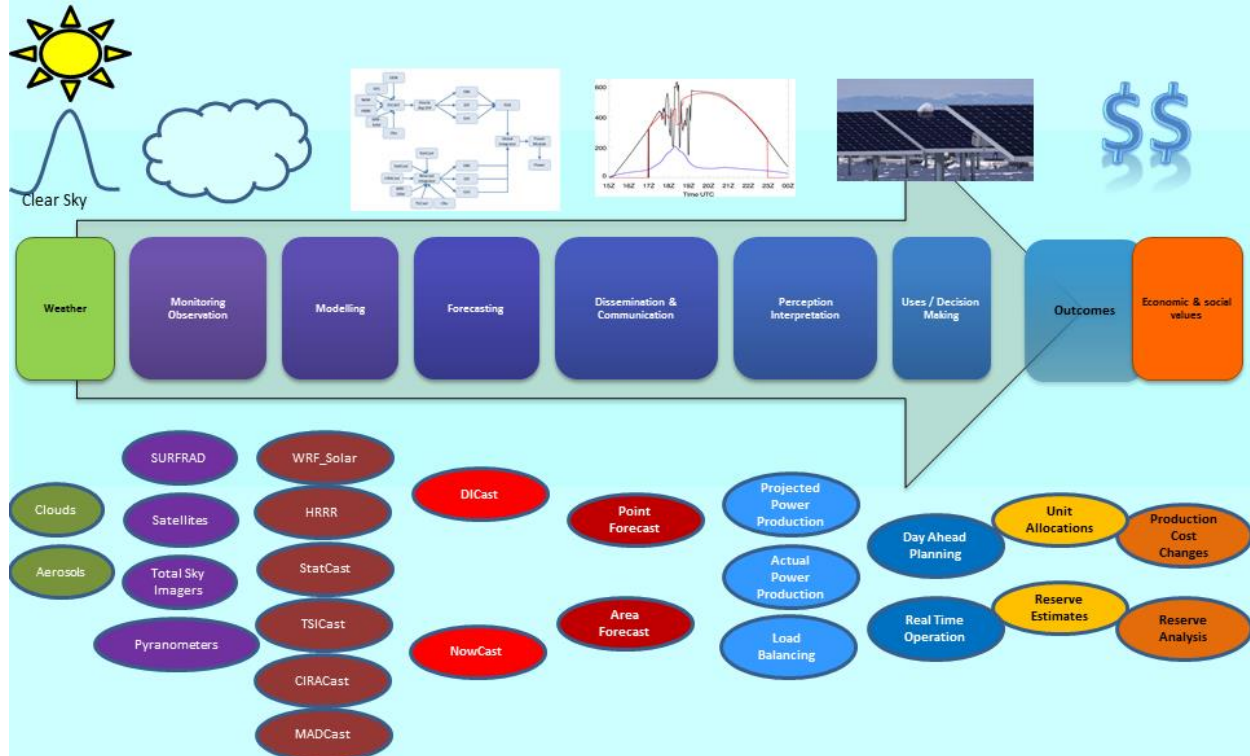 Clear Sky
600
400
200
0
15Z 16Z 17Z 18Z 19Z 20Z 21Z 22Z 23Z 00Z
Time UTC
$$
Weather
Monitoring
Observation
Modelling
Forecasting
Dissemination &
Communication
Perception
Interpretation
Uses / Decision
Making
Outcomes
Economic & social
values
Clouds
Aerosols
SURFRAD
Satellites
Total Sky
Imagers
Pyranometers
WRF_Solar
HRRR
StatCast
TSICast
CIRACast
MADCast
DICast
NowCast
Point
Forecast
Area
Forecast
Projected
Power
Production
Actual
Power
Production
Load
Balancing
Day Ahead
Planning
Real Time
Operation
Unit
Allocations
Reserve
Estimates
Production
Cost
Changes
Reserve
Analysis